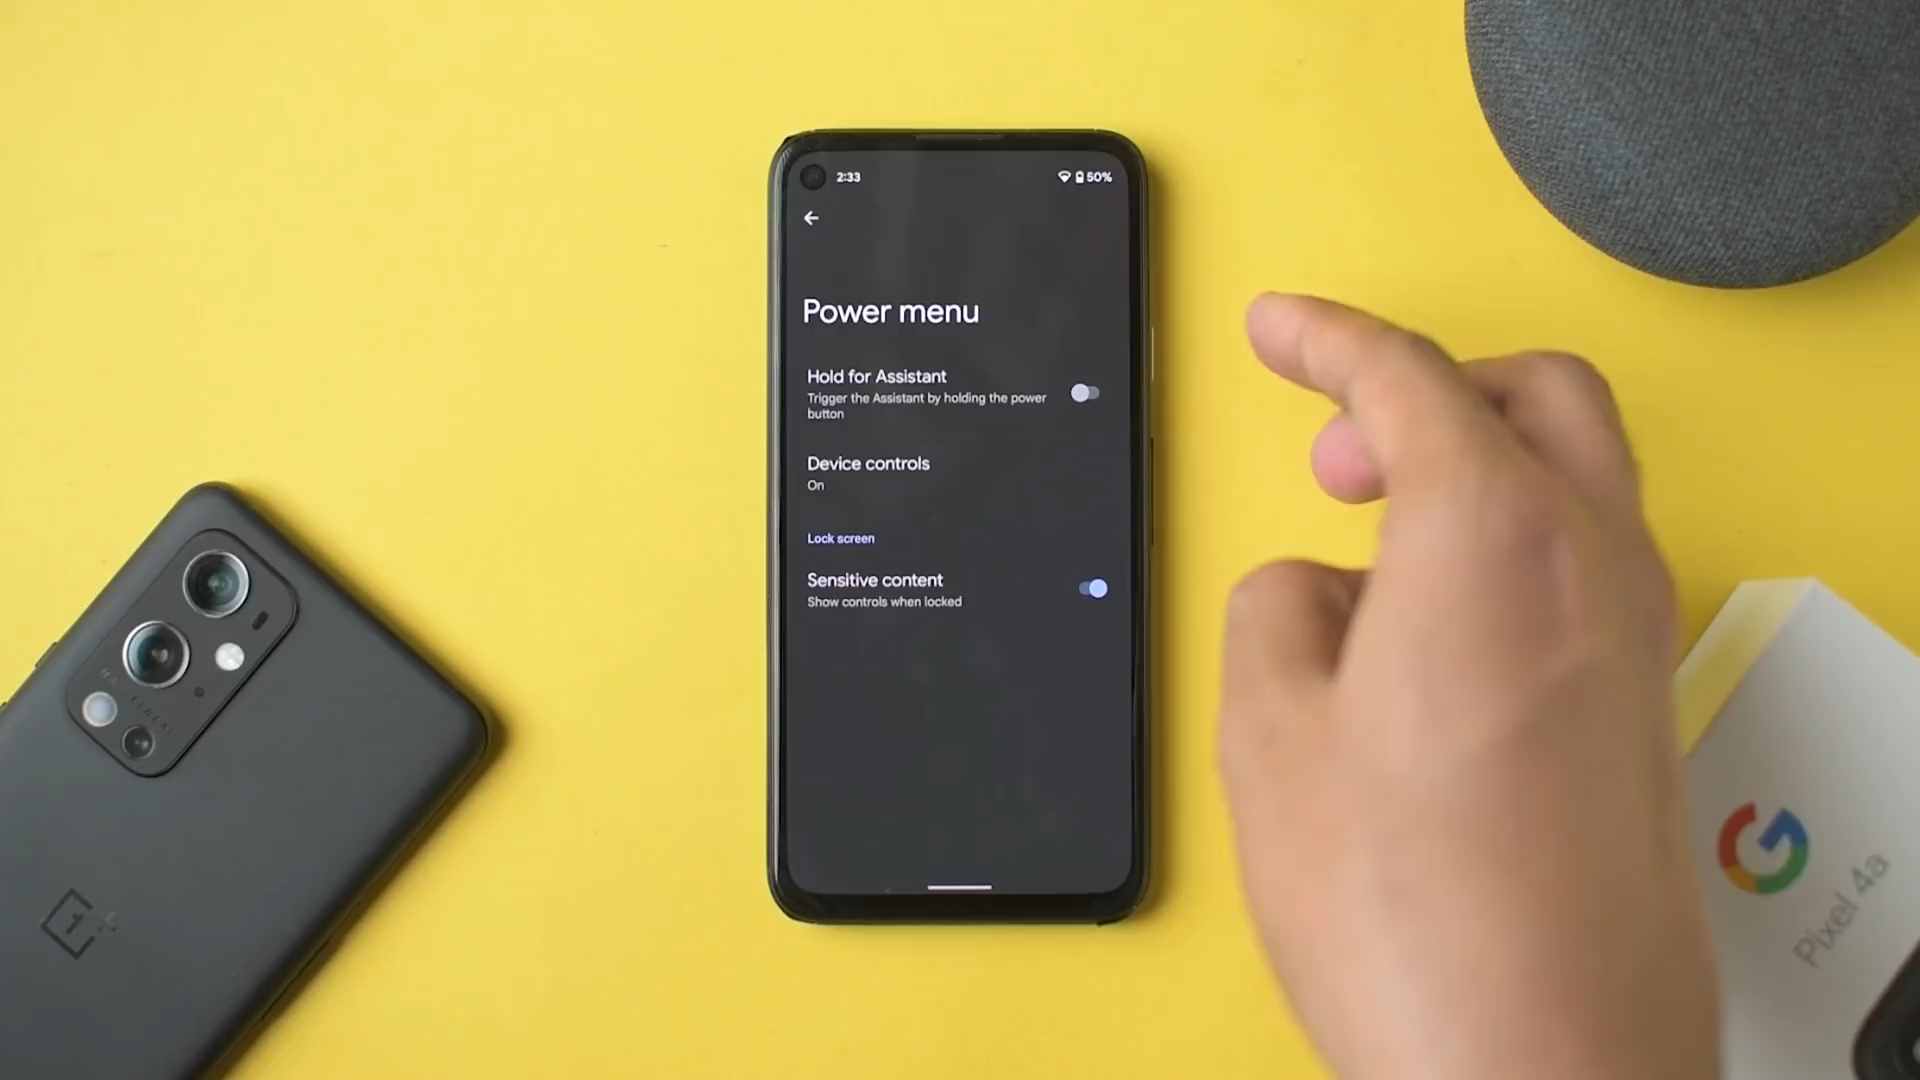 2:33
50%
Power menu
Hold for Assistant
Trigger the Assistant by holding the power
button
Device controls
On
Lock screen
Sensitive content
Show controls when locked
1+
G
Pixel 4a